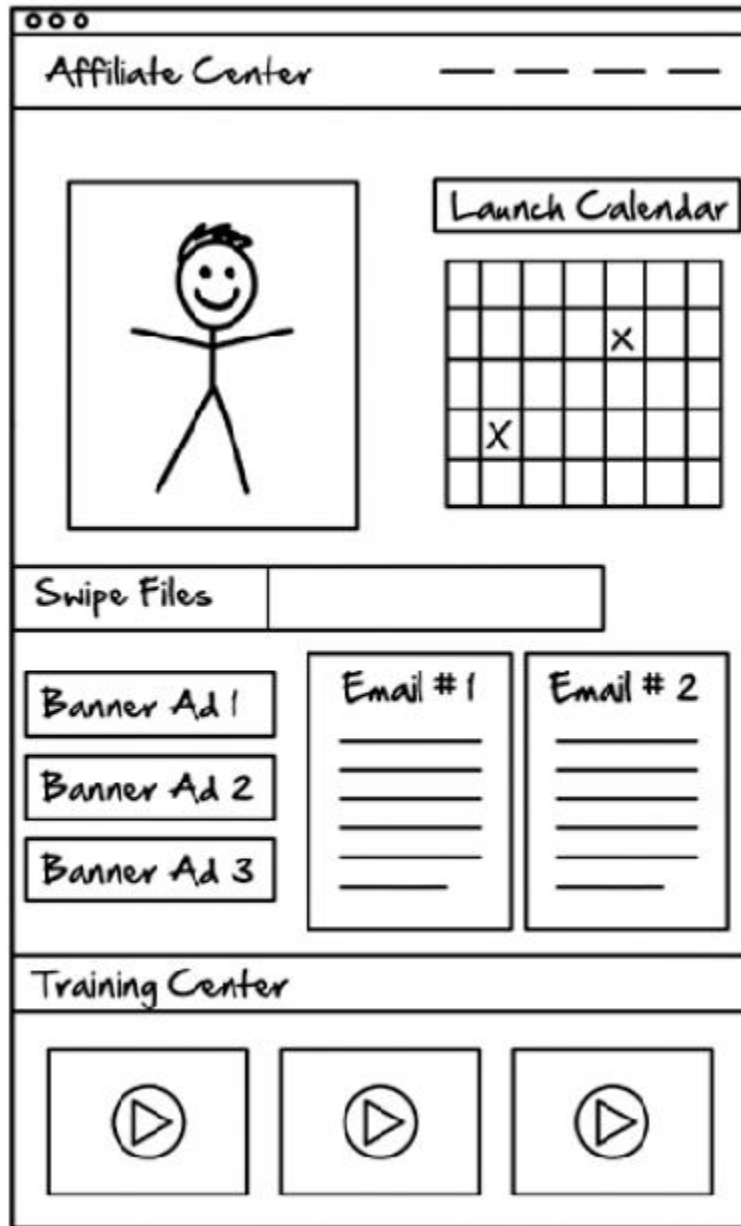 Affiliate Center
Launch Calendar
X
X
Swipe Files
Banner Ad 1
Banner Ad 2
Banner Ad 3
Email # 1
Email # 2
Training Center